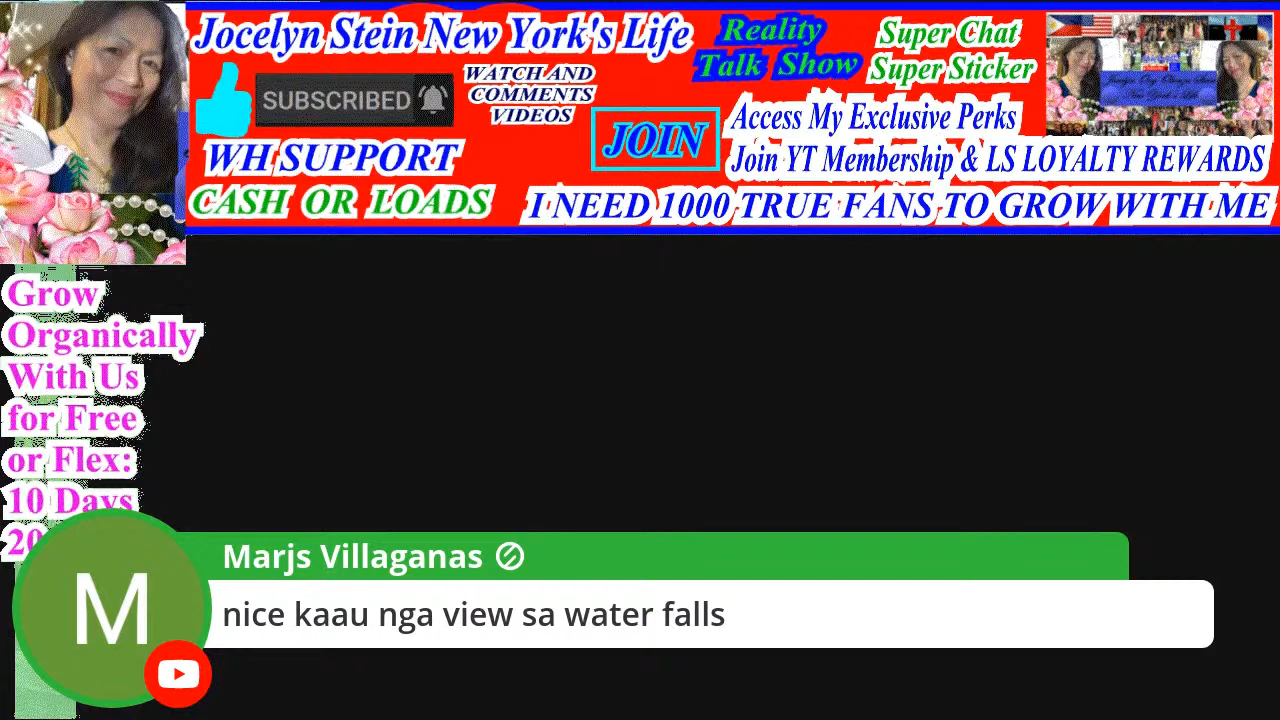 Jocelyn Stein New York's Life
Reality
Talk Show
Super Chat
Super Sticker
SUBSCRIBED
WATCH AND
COMMENTS
VIDEOS
JOIN
Access My Exclusive Perks
Join YT Membership & LS LOYALTY REWARDS
WH SUPPORT
CASH OR LOADS
I NEED 1000 TRUE FANS TO GROW WITH ME
Grow
Organically
With Us
for Free
or Flex:
10 Days
20
M
Marjs Villaganas
nice kaau nga view sa water falls